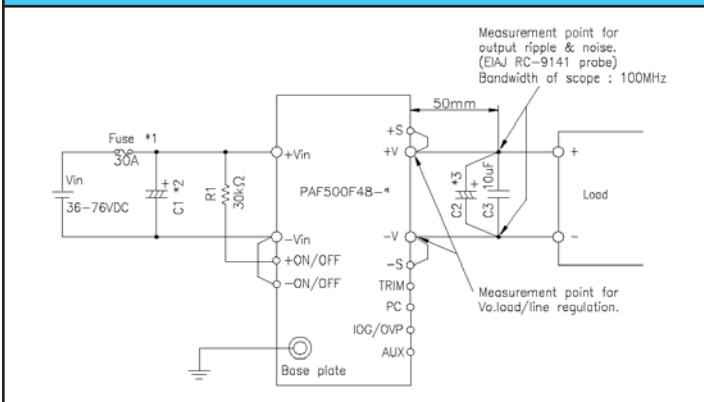 Measurement point for
output ripple & noise.
(EIAJ RC-9141 probe)
Bandwidth of scope : 100MHz
50mm
Fuse *1
30A
+S
+Vin
+V
+
Vin
36-76VDC
+
C1 *2
R1
30kΩ
PAF500F48-*
C2 *3
+
C3
10uF
Load
-Vin
-V
-
+ON/OFF
-S
-ON/OFF
TRIM
Measurement point for
Vo.load/line regulation.
PC
IOG/OVP
AUX
Base plate